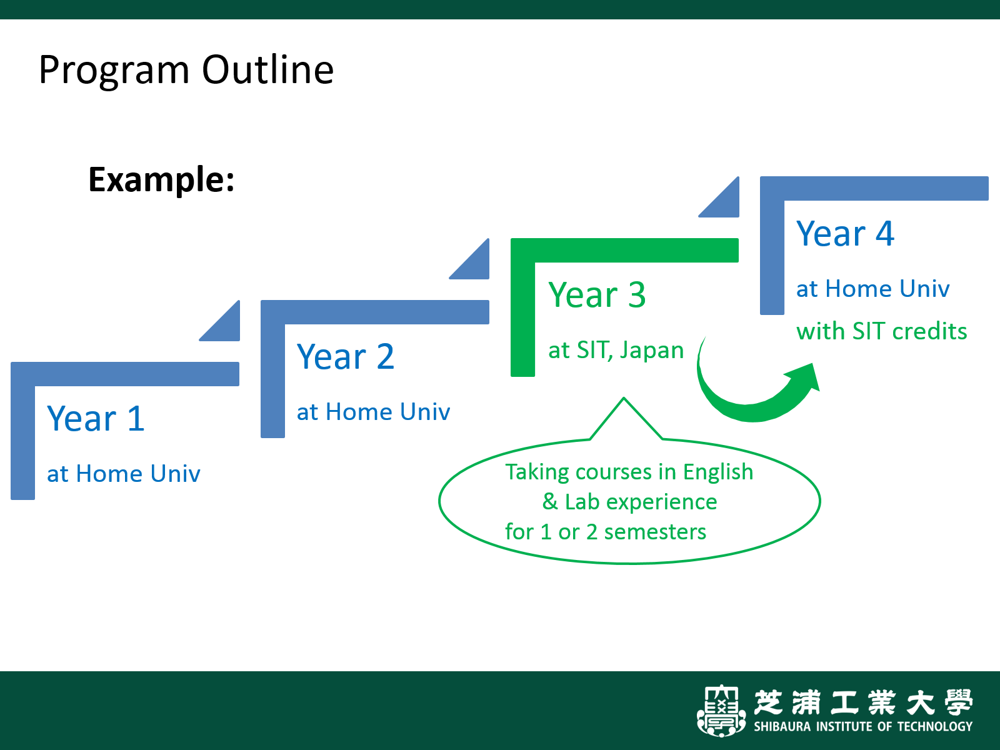 Program Outline
Example:
Year 1
at Home Univ
Year 2
at Home Univ
Year 3
at SIT, Japan
Year 4
at Home Univ
with SIT credits
Taking courses in English
& Lab experience
for 1 or 2 semesters
芝浦工業大學
SHIBAURA INSTITUTE OF TECHNOLOGY